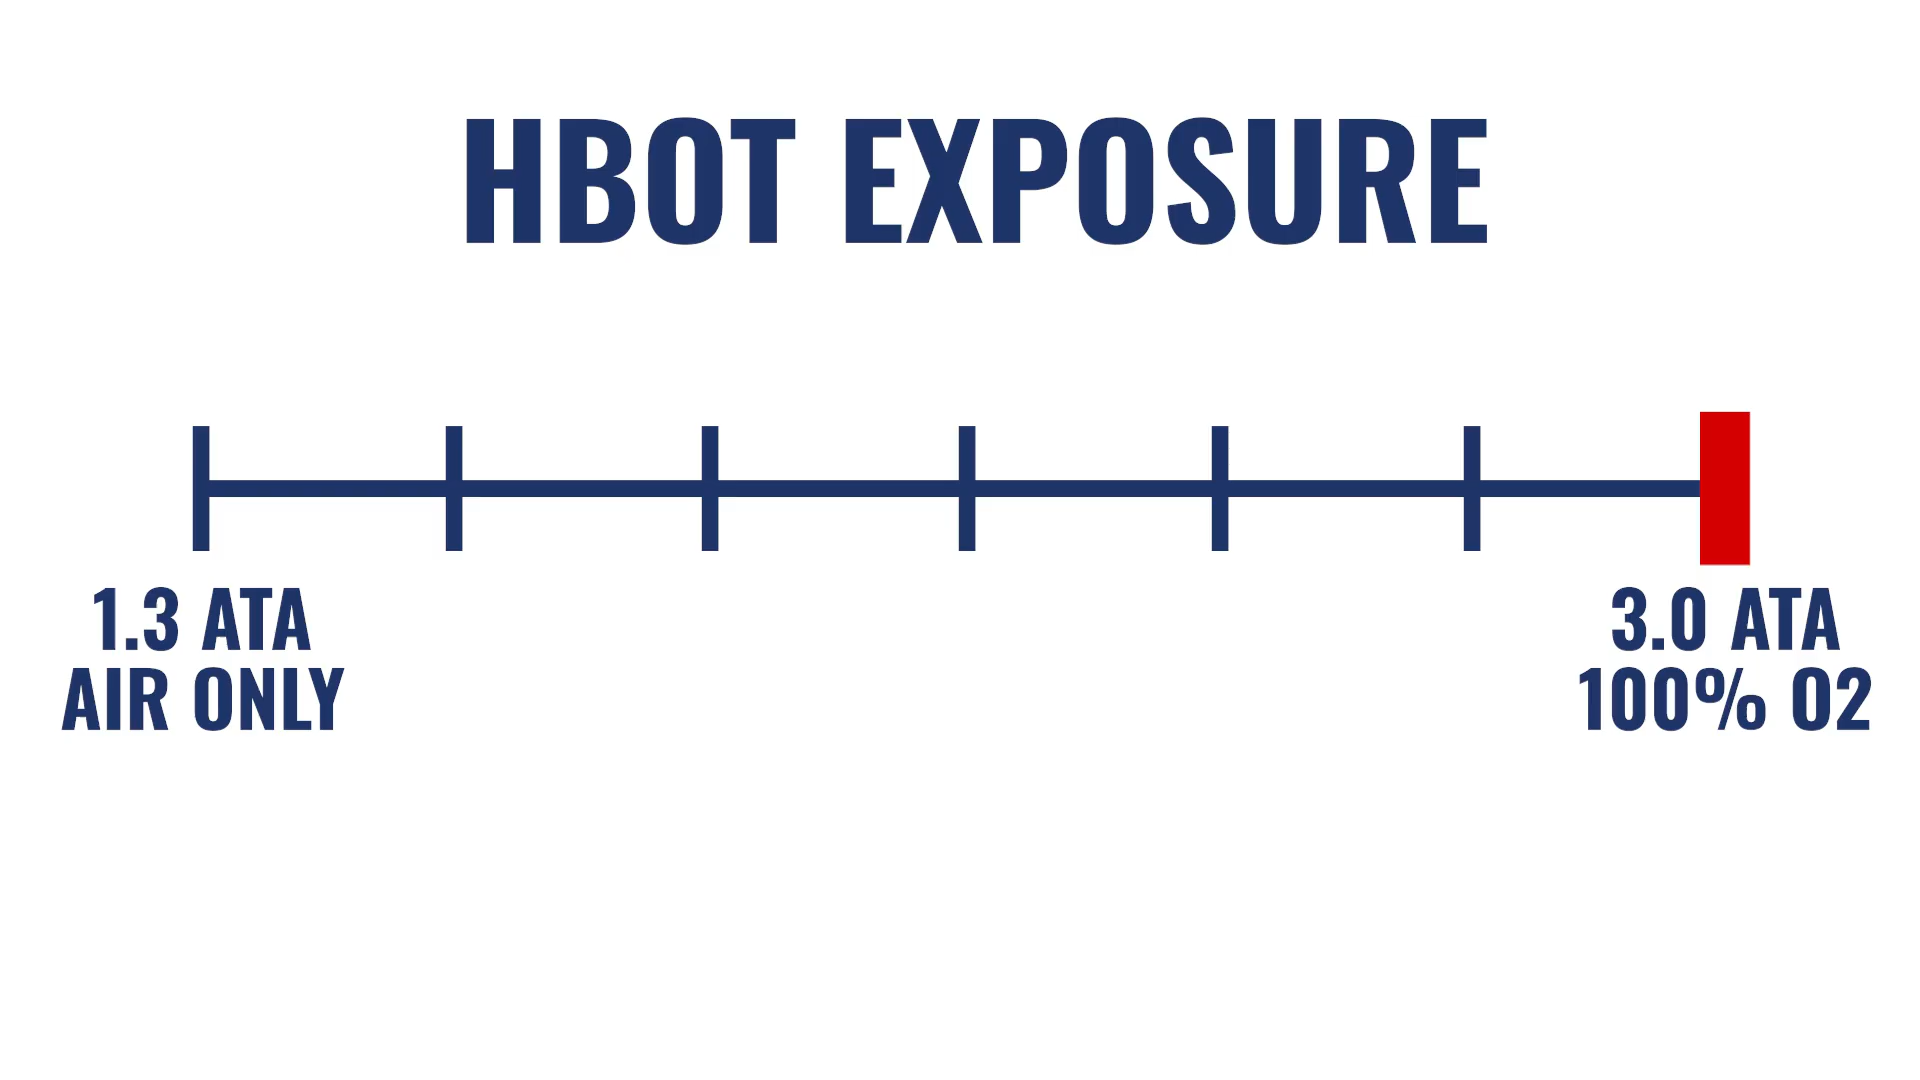 HBOT EXPOSURE
1.3 ATA
AIR ONLY
3.0 ATA
100% O2